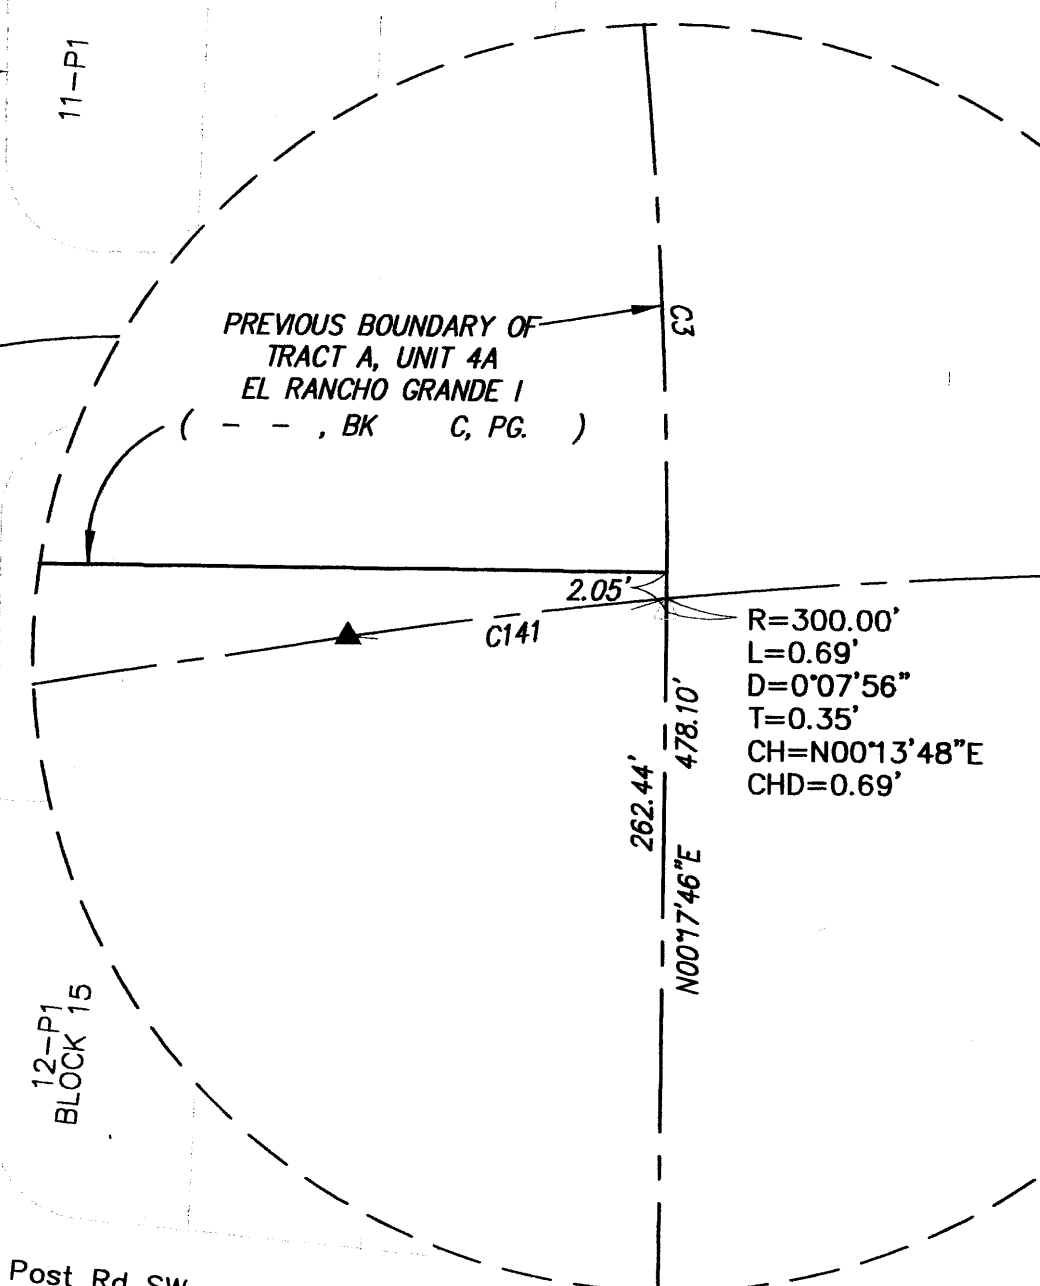 11-P1
PREVIOUS BOUNDARY OF
TRACT A, UNIT 4A
EL RANCHO GRANDE I
( - - , BK C, PG. )
C3
2.05'
C141
R=300.00'
L=0.69'
D=0°07'56"
T=0.35'
CH=N00°13'48"E
CHD=0.69'
478.10'
262.44'
N00°17'46"E
12-P1
BLOCK 15
Post Rd SW